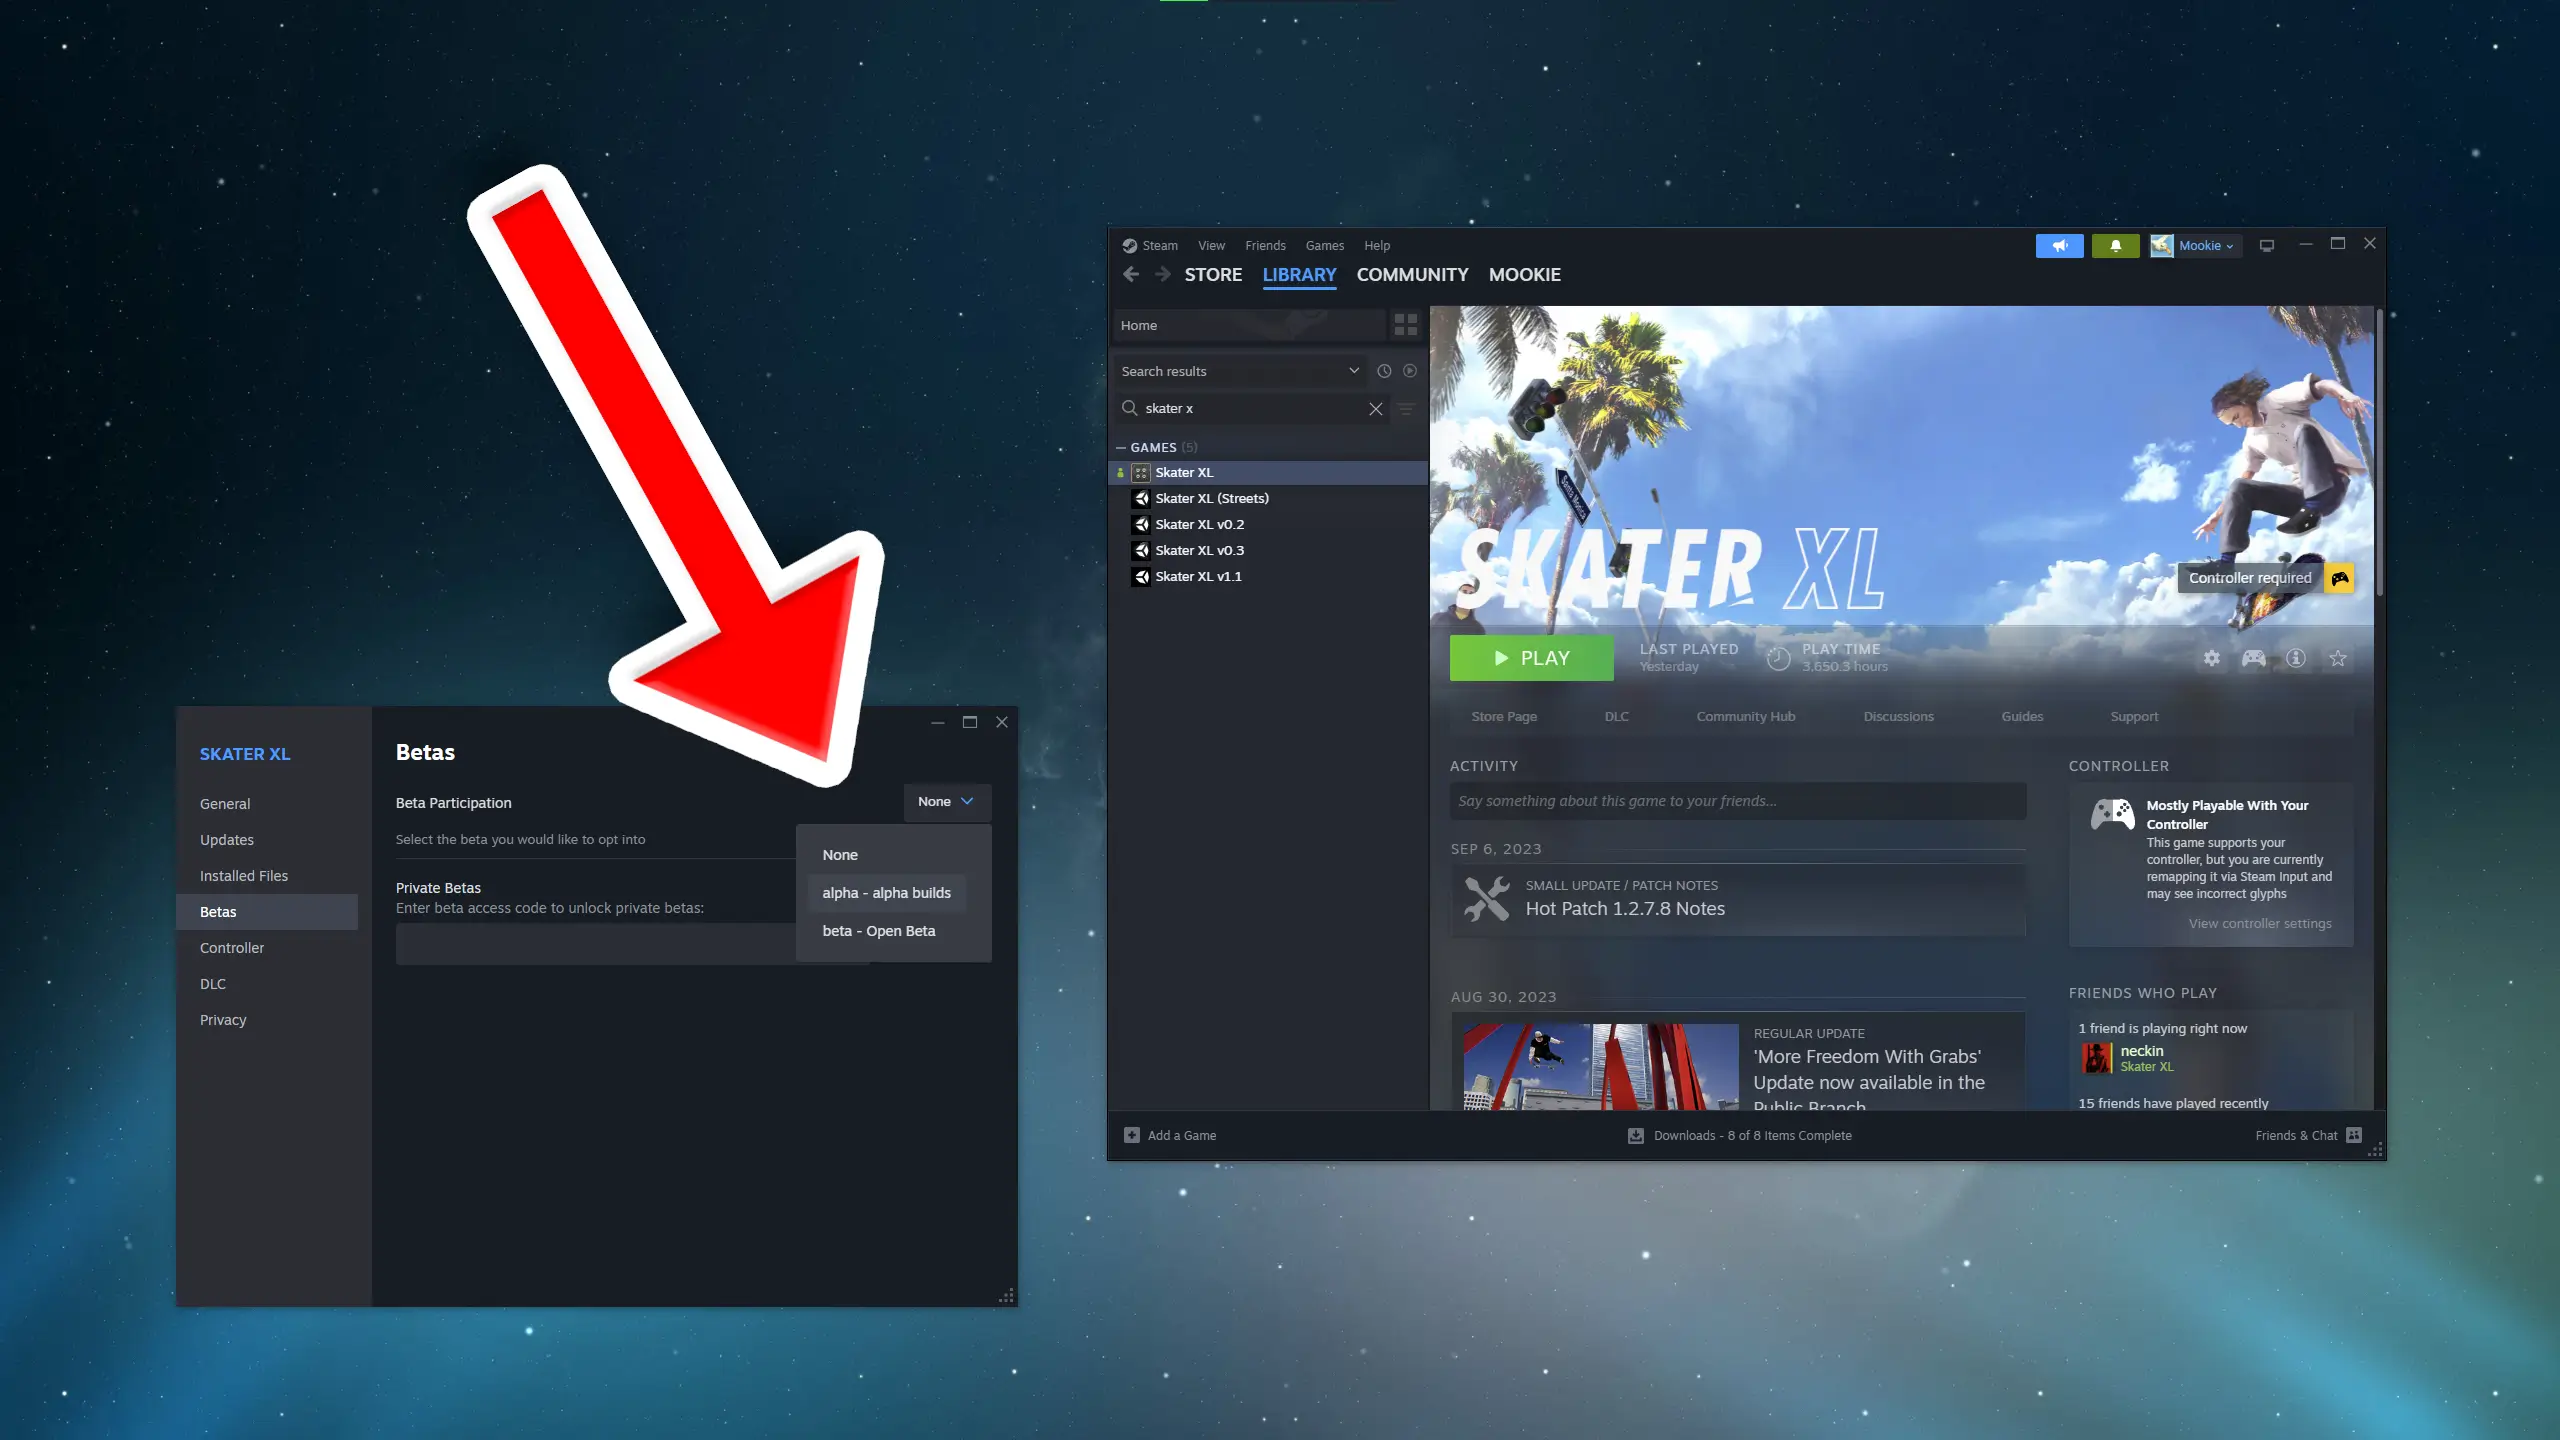 SKATER XL
General
Updates
Installed Files
Betas
Controller
DLC
Privacy
Betas
Beta Participation
None
Select the beta you would like to opt into
None
alpha - alpha builds
beta - Open Beta
Private Betas
Enter beta access code to unlock private betas:
Steam View Friends Games Help
Mookie
STORE LIBRARY COMMUNITY MOOKIE
Home
Search results
skater x
GAMES (5)
Skater XL
Skater XL (Streets)
Skater XL v0.2
Skater XL v0.3
Skater XL v1.1
Santa Monica
SKATER XL
Controller required
PLAY
LAST PLAYED
Yesterday
PLAY TIME
3,650.3 hours
Store Page DLC Community Hub Discussions Guides Support
ACTIVITY
Say something about this game to your friends...
SEP 6, 2023
SMALL UPDATE / PATCH NOTES
Hot Patch 1.2.7.8 Notes
AUG 30, 2023
REGULAR UPDATE
'More Freedom With Grabs'
Update now available in the
Public Branch
CONTROLLER
Mostly Playable With Your
Controller
This game supports your
controller, but you are currently
remapping it via Steam Input and
may see incorrect glyphs
View controller settings
FRIENDS WHO PLAY
1 friend is playing right now
neckin
Skater XL
15 friends have played recently
Add a Game
Downloads - 8 of 8 Items Complete
Friends & Chat